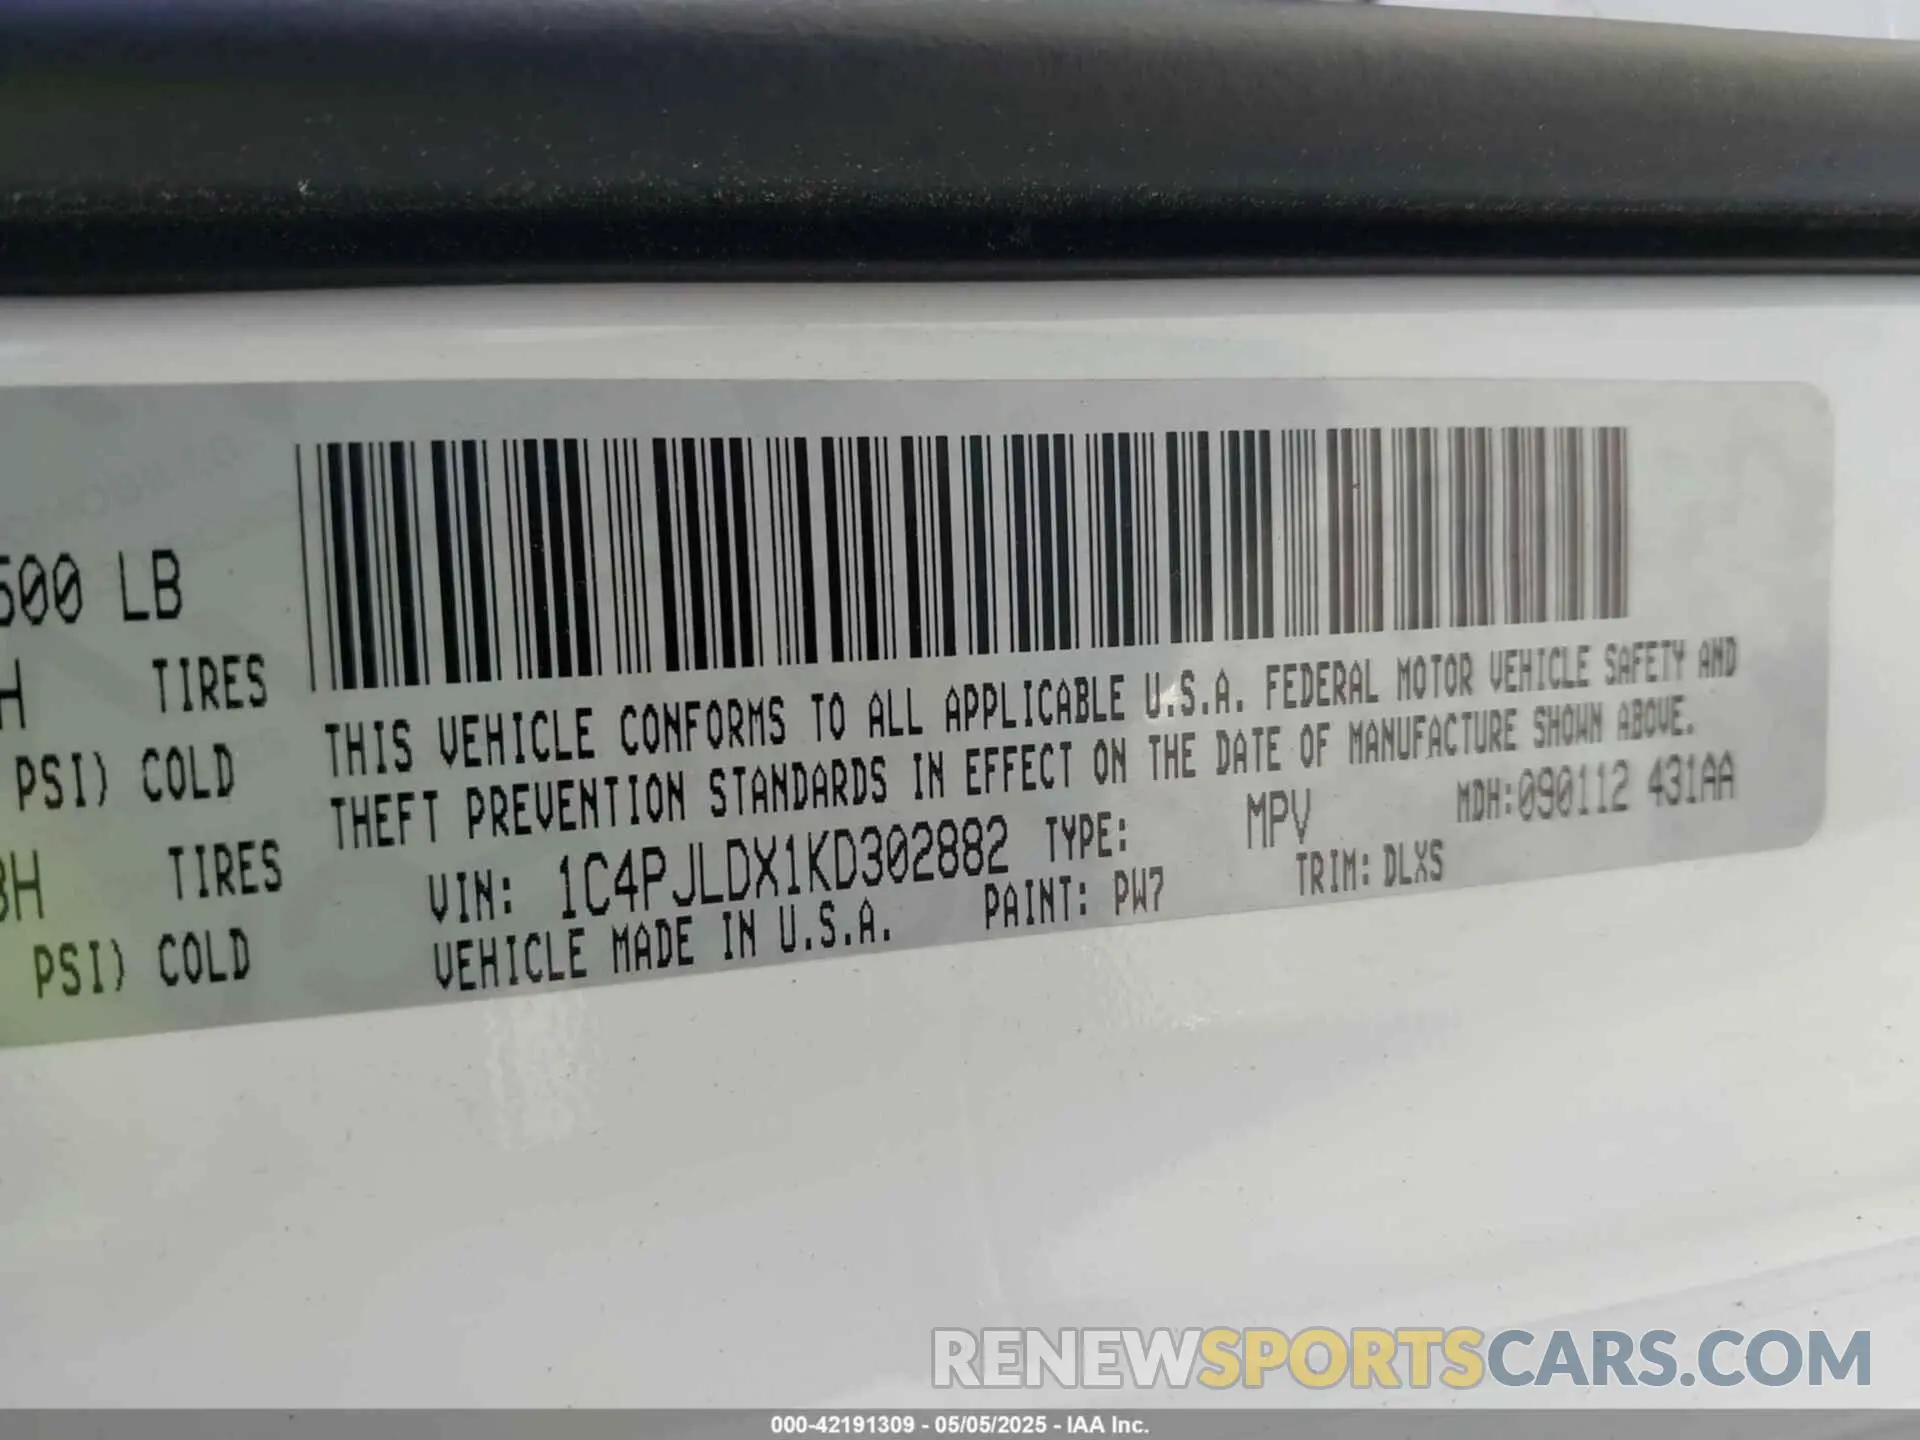 500 LB
H TIRES
PSI) COLD
BH TIRES
PSI) COLD
THIS VEHICLE CONFORMS TO ALL APPLICABLE U.S.A. FEDERAL MOTOR VEHICLE SAFETY AND
THEFT PREVENTION STANDARDS IN EFFECT ON THE DATE OF MANUFACTURE SHOWN ABOVE.
VIN: 1C4PJLDX1KD302882 TYPE: MPV MDH:090112 431AA
VEHICLE MADE IN U.S.A. PAINT: PW7 TRIM: DLXS
RENEWSPORTSCARS.COM
000-42191309 - 05/05/2025 - IAA Inc.